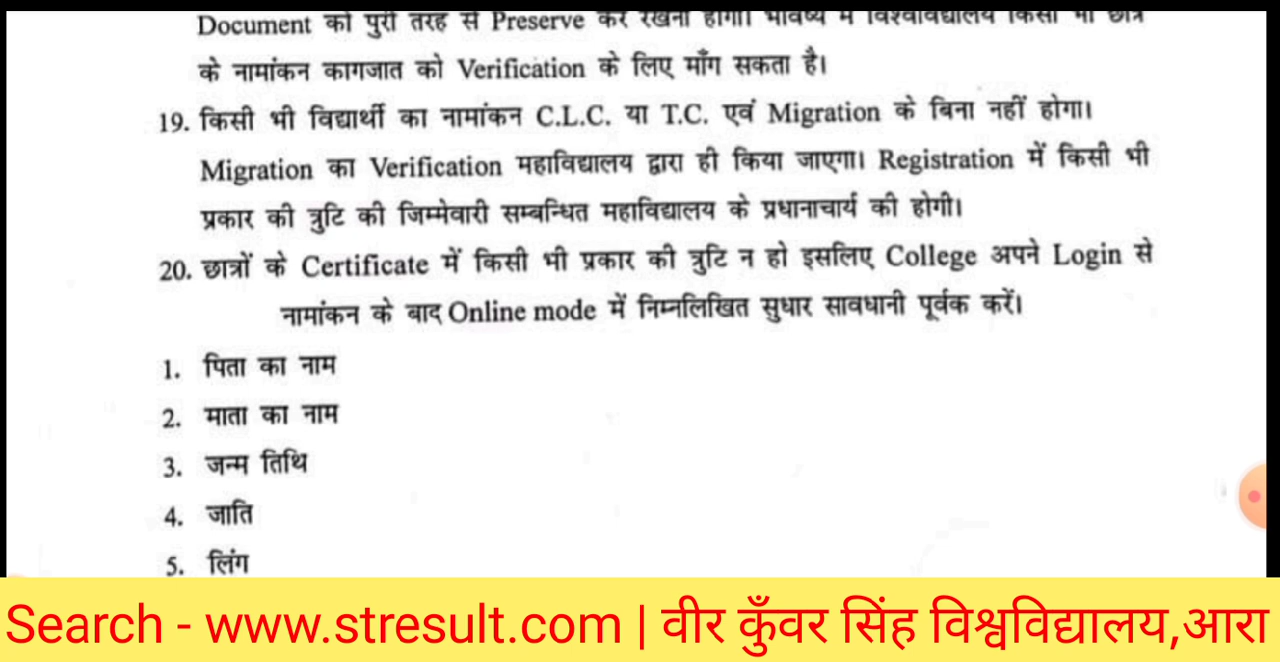 Document को पुरी तरह से Preserve कर रखना होगा। भविष्य में विश्वविद्यालय किसी भी छात्र
के नामांकन कागजात को Verification के लिए माँग सकता है।
19. किसी भी विद्यार्थी का नामांकन C.L.C. या T.C. एवं Migration के बिना नहीं होगा।
Migration का Verification महाविद्यालय द्वारा ही किया जाएगा। Registration में किसी भी
प्रकार की त्रुटि की जिम्मेवारी सम्बन्धित महाविद्यालय के प्रधानाचार्य की होगी।
20. छात्रों के Certificate में किसी भी प्रकार की त्रुटि न हो इसलिए College अपने Login से
नामांकन के बाद Online mode में निम्नलिखित सुधार सावधानी पूर्वक करें।
1. पिता का नाम
2. माता का नाम
3. जन्म तिथि
4. जाति
5. लिंग
Search - www.stresult.com | वीर कुँवर सिंह विश्वविद्यालय,आरा